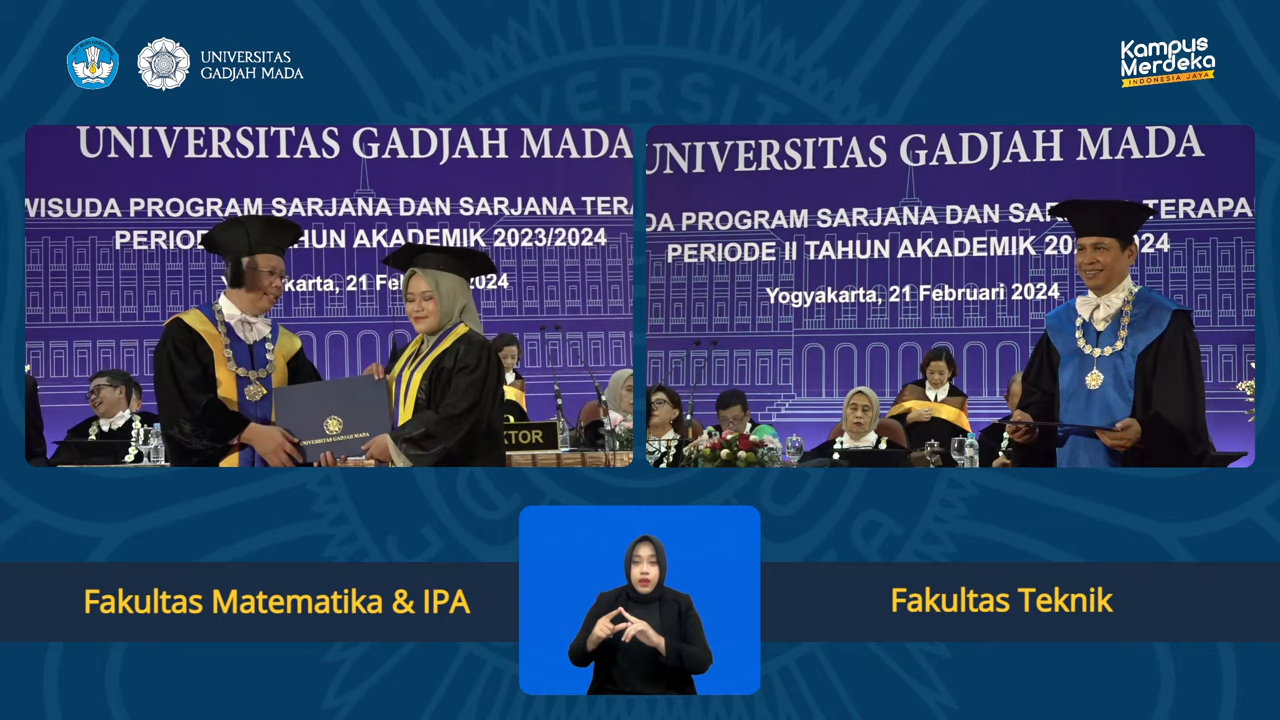 UNIVERSITAS
GADJAH MADA
Kampus
Merdeka
INDONESIA JAYA
UNIVERSITAS GADJAH MADA
WISUDA PROGRAM SARJANA DAN SARJANA TERA
PERIODE TAHUN AKADEMIK 2023/2024
Yogyakarta, 21 Feb 2024
UNIVERSITAS GADJAH MADA
KTOR
UNIVERSITAS GADJAH MADA
DA PROGRAM SARJANA DAN SAR TERAPA
PERIODE II TAHUN AKADEMIK 20 24
Yogyakarta, 21 Februari 2024
Fakultas Matematika & IPA
Fakultas Teknik